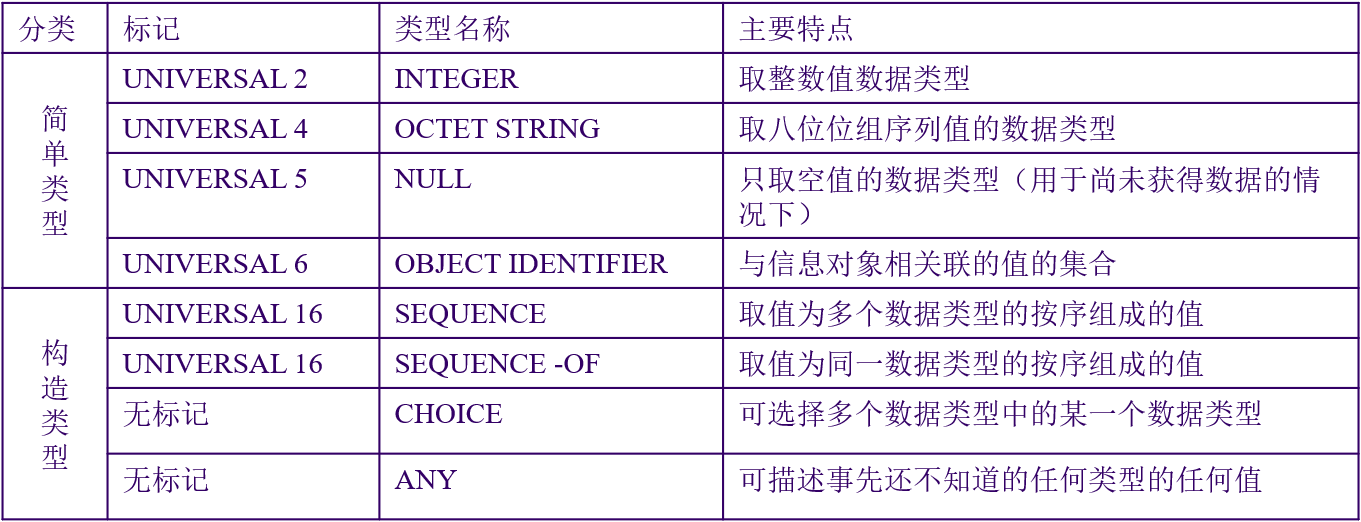 分类 标记 类型名称 主要特点
简单类型
UNIVERSAL 2 INTEGER 取整数值数据类型
UNIVERSAL 4 OCTET STRING 取八位位组序列值的数据类型
UNIVERSAL 5 NULL 只取空值的数据类型（用于尚未获得数据的情
况下）
UNIVERSAL 6 OBJECT IDENTIFIER 与信息对象相关联的值的集合
构造类型
UNIVERSAL 16 SEQUENCE 取值为多个数据类型的按序组成的值
UNIVERSAL 16 SEQUENCE -OF 取值为同一数据类型的按序组成的值
无标记 CHOICE 可选择多个数据类型中的某一个数据类型
无标记 ANY 可描述事先还不知道的任何类型的任何值